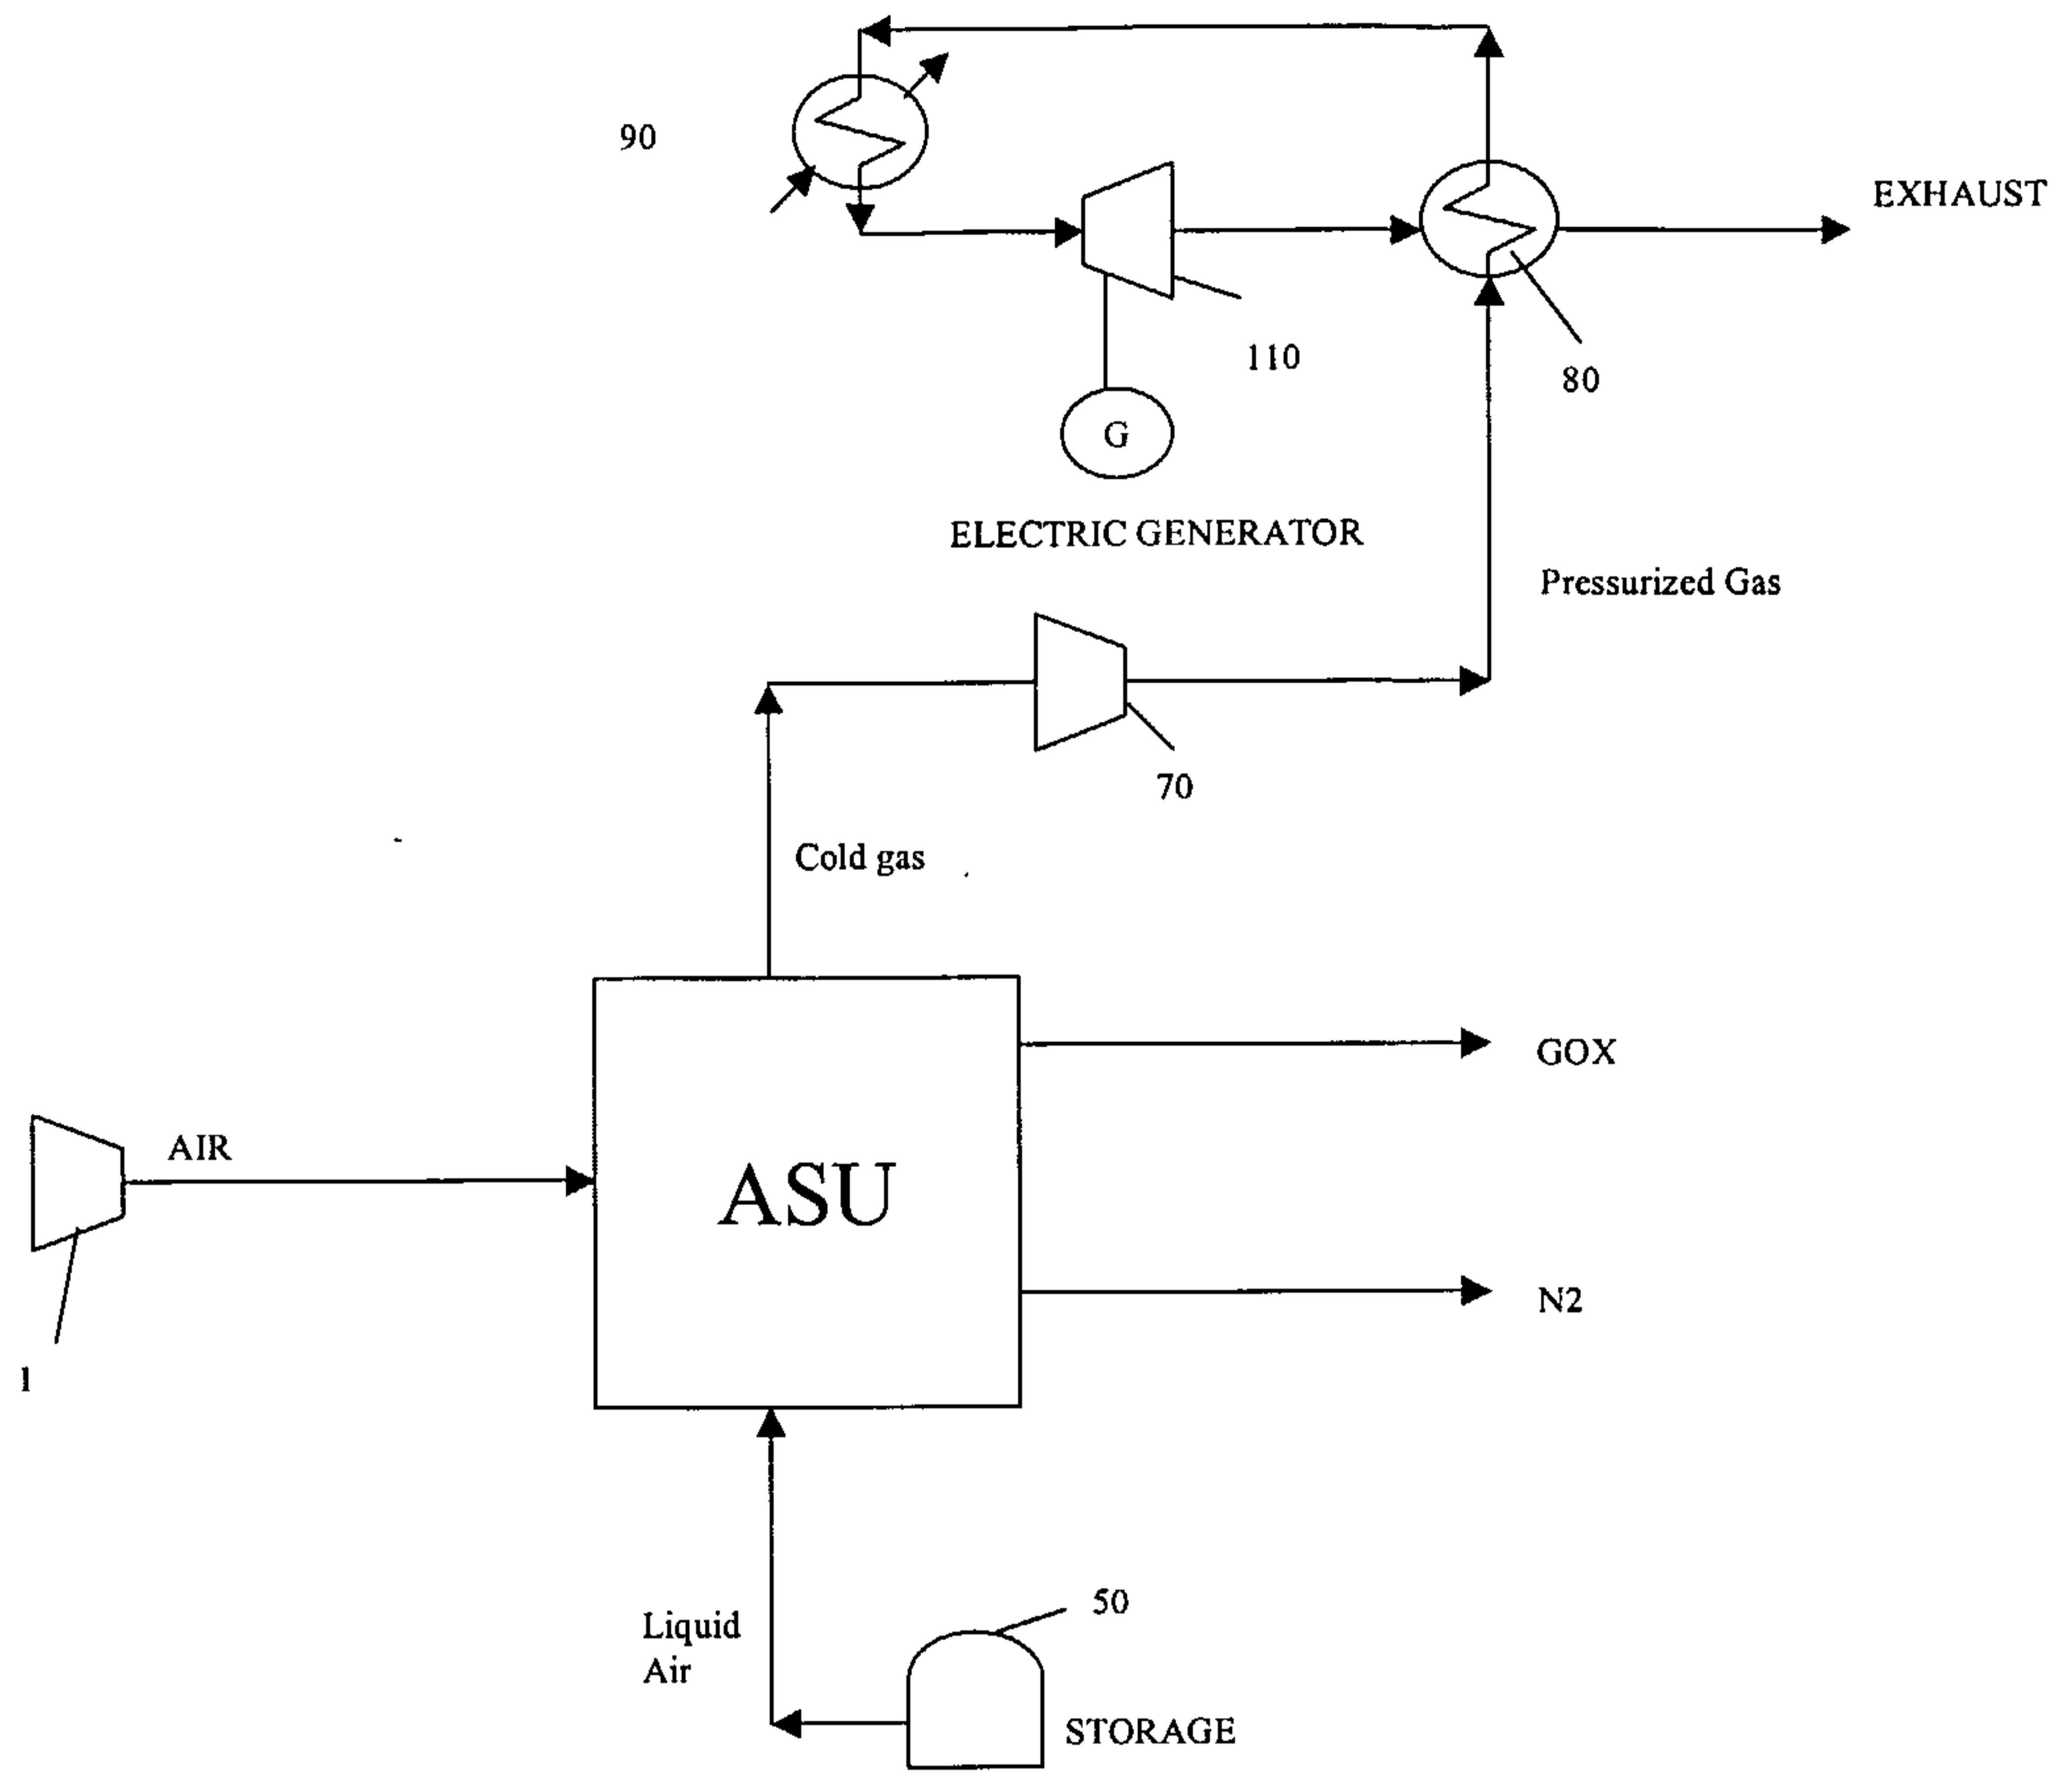 90
EXHAUST
110
80
G
ELECTRIC GENERATOR
Pressurized Gas
70
Cold gas
GOX
AIR
ASU
N2
1
50
Liquid
Air
STORAGE